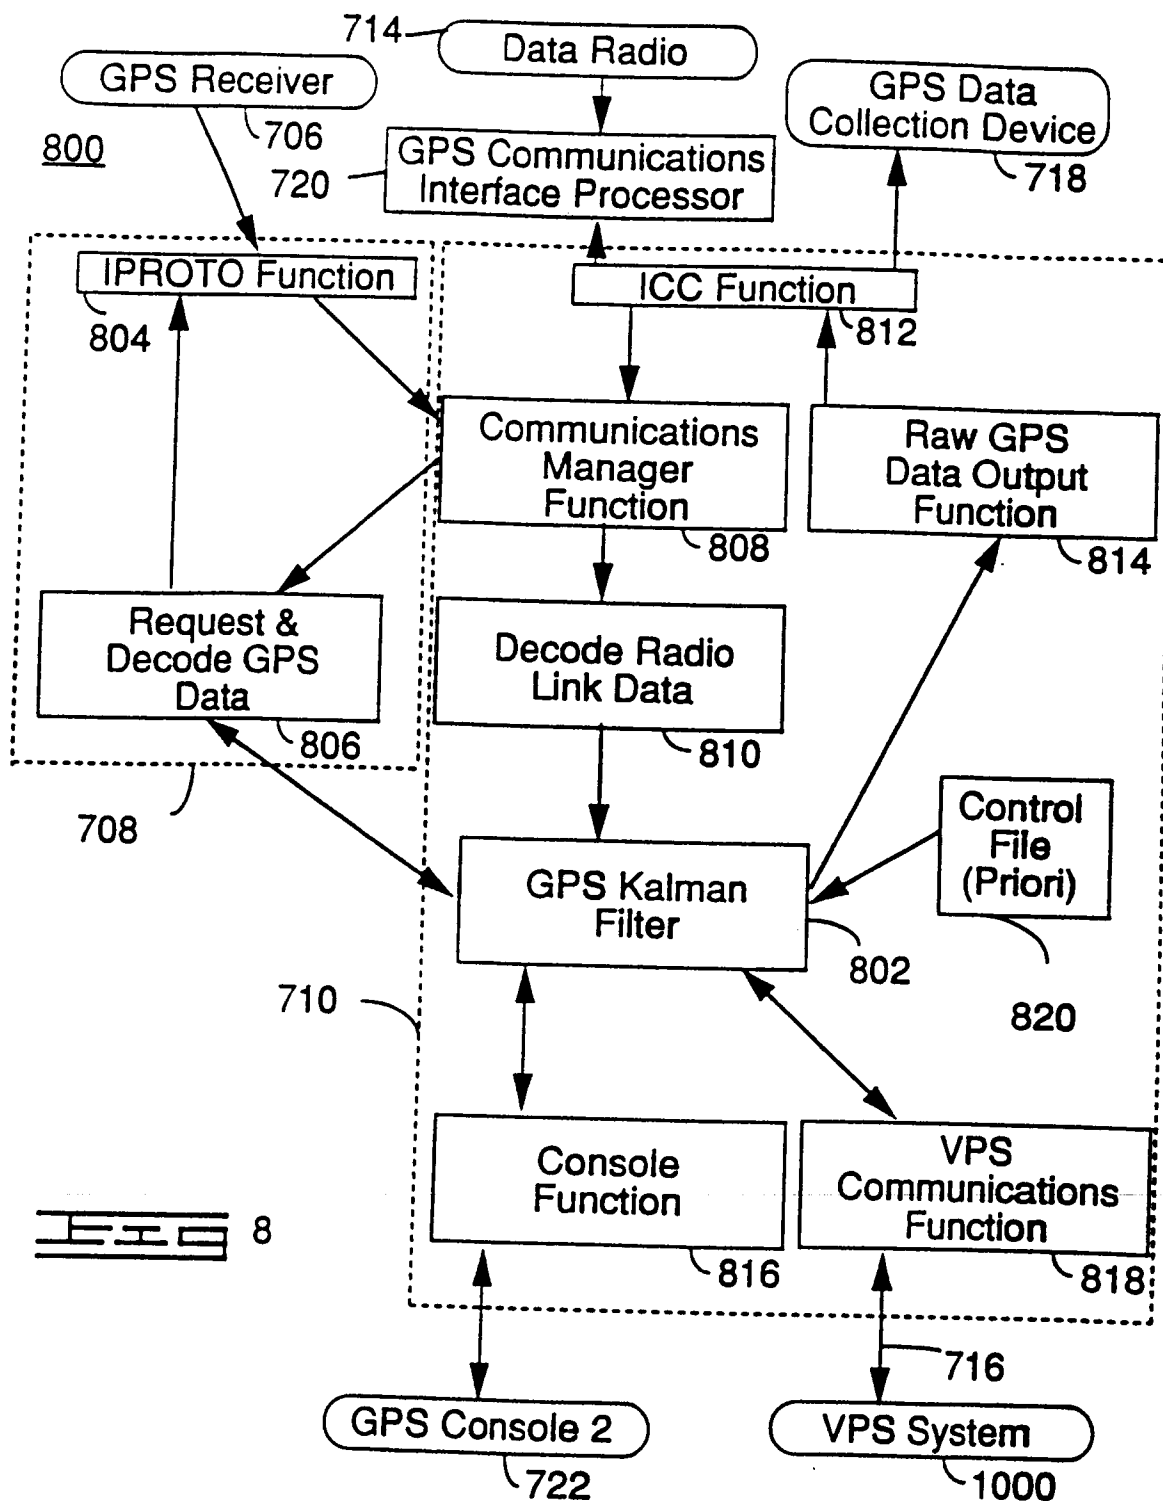 714
Data Radio
GPS Receiver
706
800
GPS Data
Collection Device
718
720
GPS Communications
Interface Processor
IPROTO Function
804
ICC Function
812
Communications
Manager
Function
808
Raw GPS
Data Output
Function
814
Request &
Decode GPS
Data
806
Decode Radio
Link Data
810
708
Control
File
(Priori)
820
GPS Kalman
Filter
802
710
Console
Function
816
VPS
Communications
Function
818
FIG 8
716
GPS Console 2
722
VPS System
1000